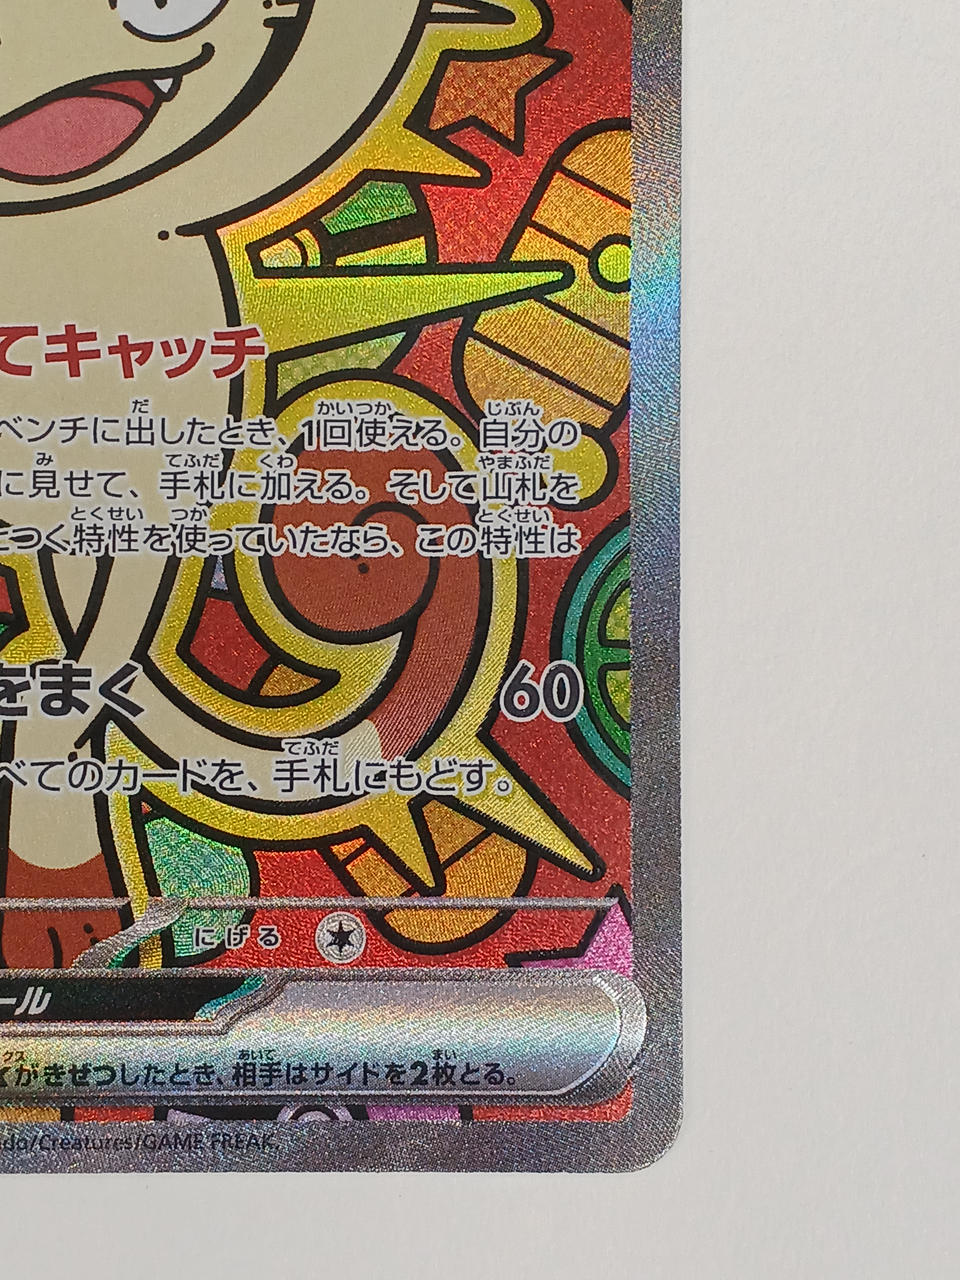 てキャッチ
ベンチに出したとき、1回使える。自分の
に見せて、手札に加える。そして山札を
につく特性を使っていたなら、この特性は
をまく 60
べてのカードを、手札にもどす。
にげる
ール
がきぜつしたとき、相手はサイドを2枚とる。
do/Creatures/GAME FREAK.